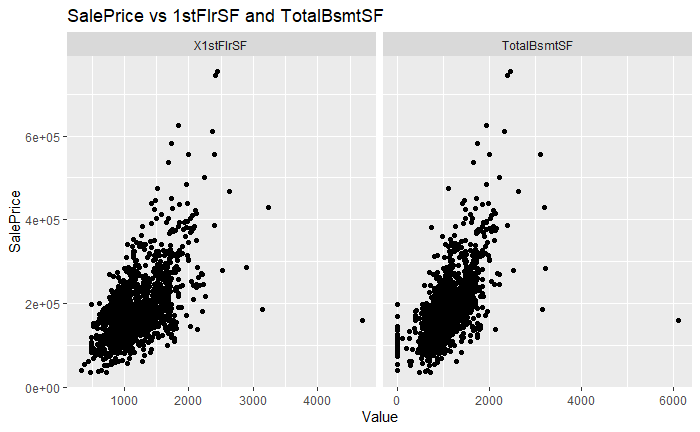 SalePrice vs 1stFlrSF and TotalBsmtSF
X1stFlrSF
TotalBsmtSF
6e+05
4e+05
2e+05
0e+00
SalePrice
1000
2000
3000
4000
0
2000
4000
6000
Value